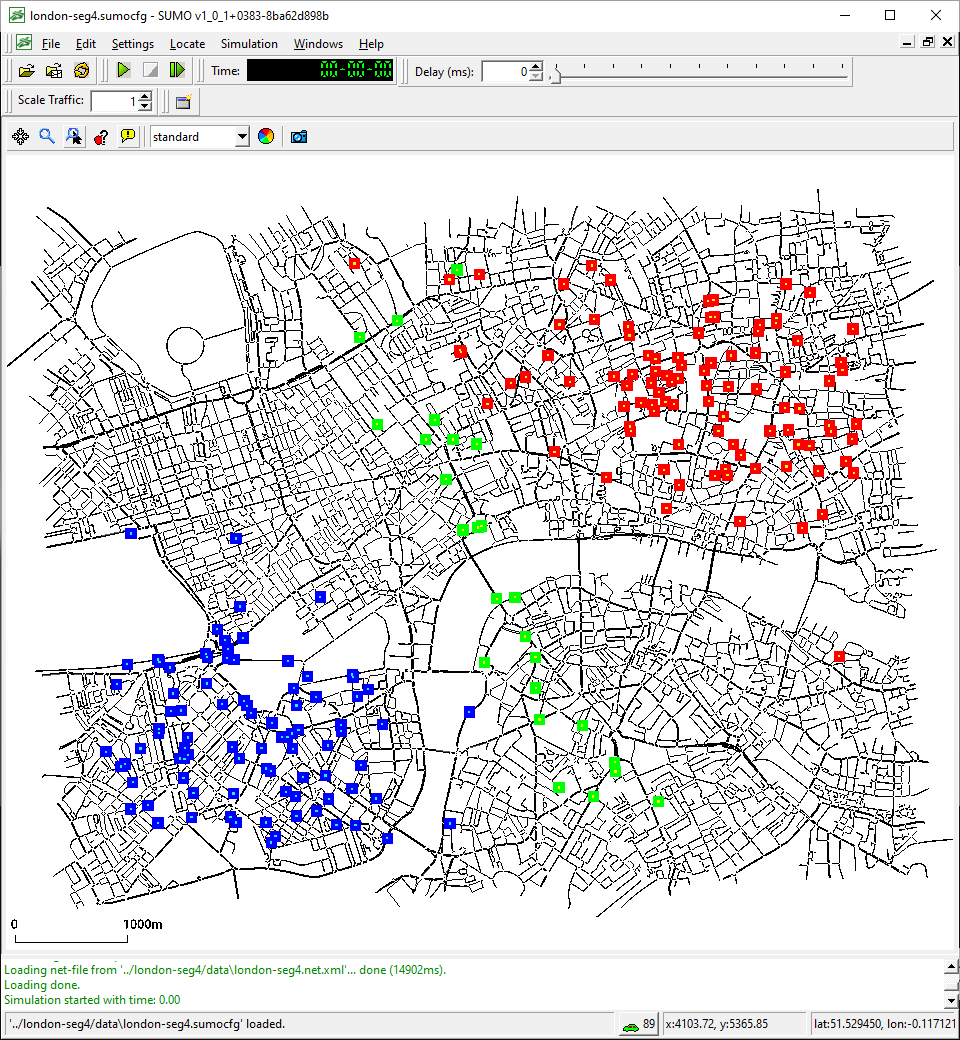 london-seg4.sumocfg - SUMO v1_0_1+0383-8ba62d898b
File Edit Settings Locate Simulation Windows Help
Time: 00-00-00 Delay (ms): 0
Scale Traffic: 1
standard
0 1000m
Loading net-file from '../london-seg4/data\london-seg4.net.xml'... done (14902ms).
Loading done.
Simulation started with time: 0.00
'../london-seg4/data\london-seg4.sumocfg' loaded. 89 x:4103.72, y:5365.85 lat:51.529450, lon:-0.117121